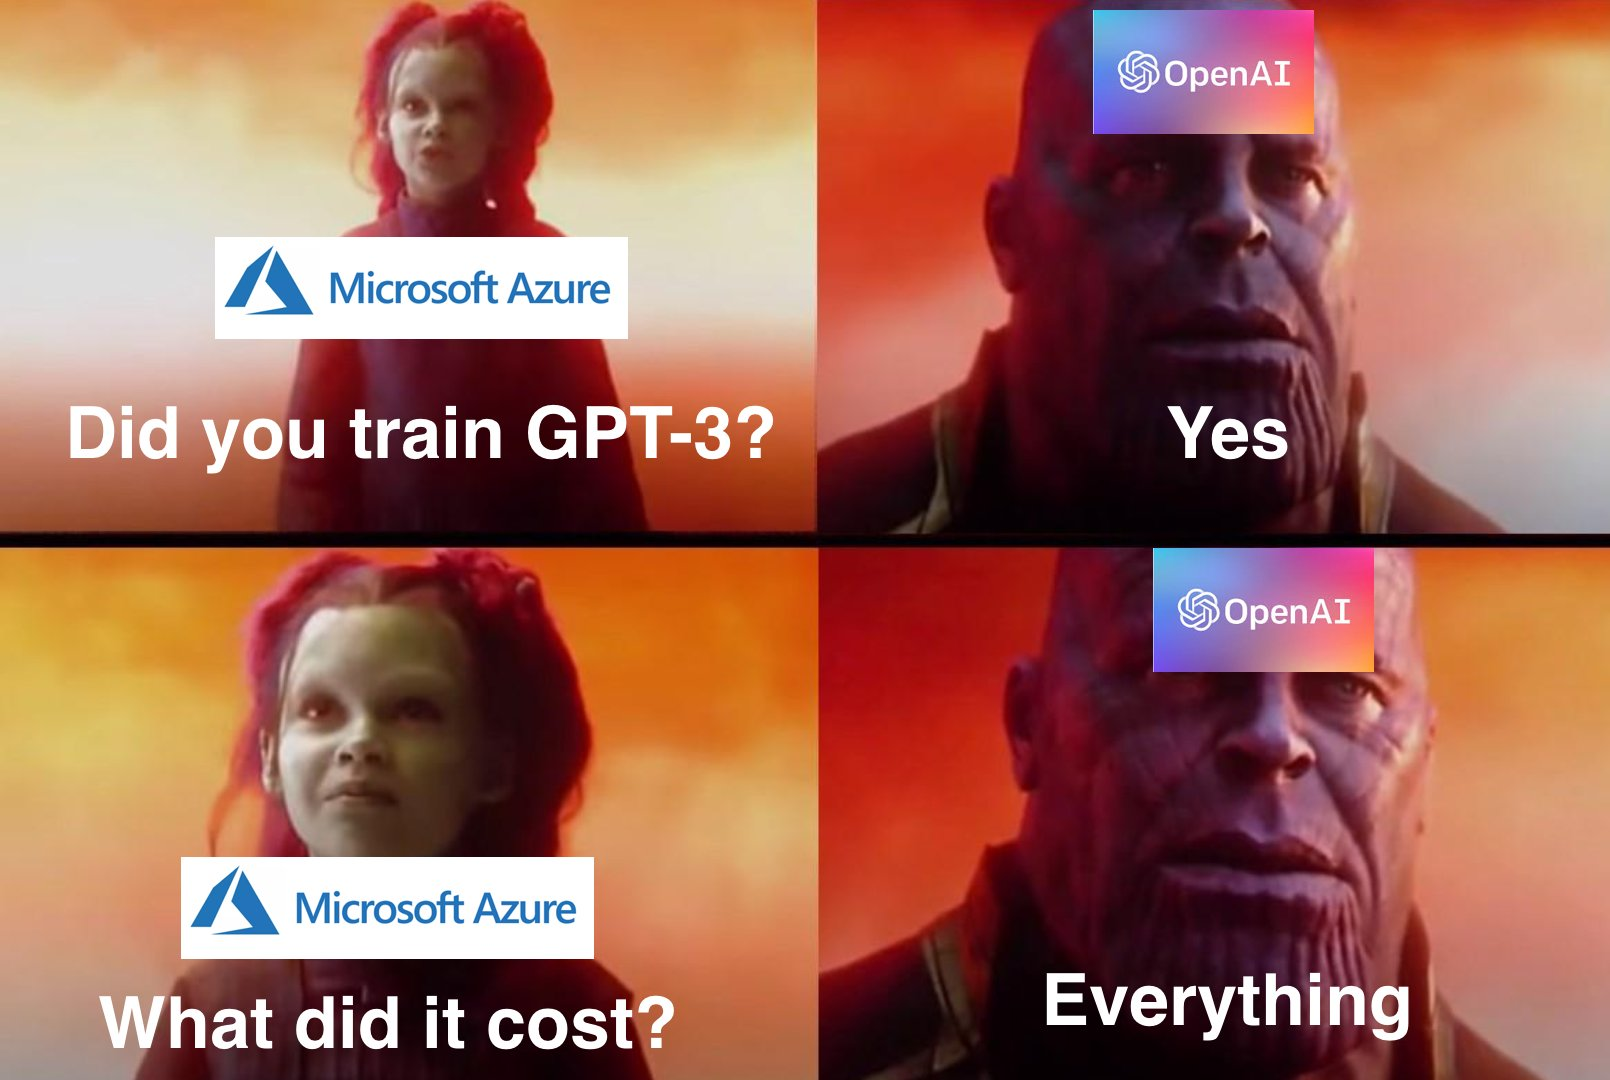 OpenAI
Microsoft Azure
Did you train GPT-3?
Yes
OpenAI
Microsoft Azure
What did it cost?
Everything